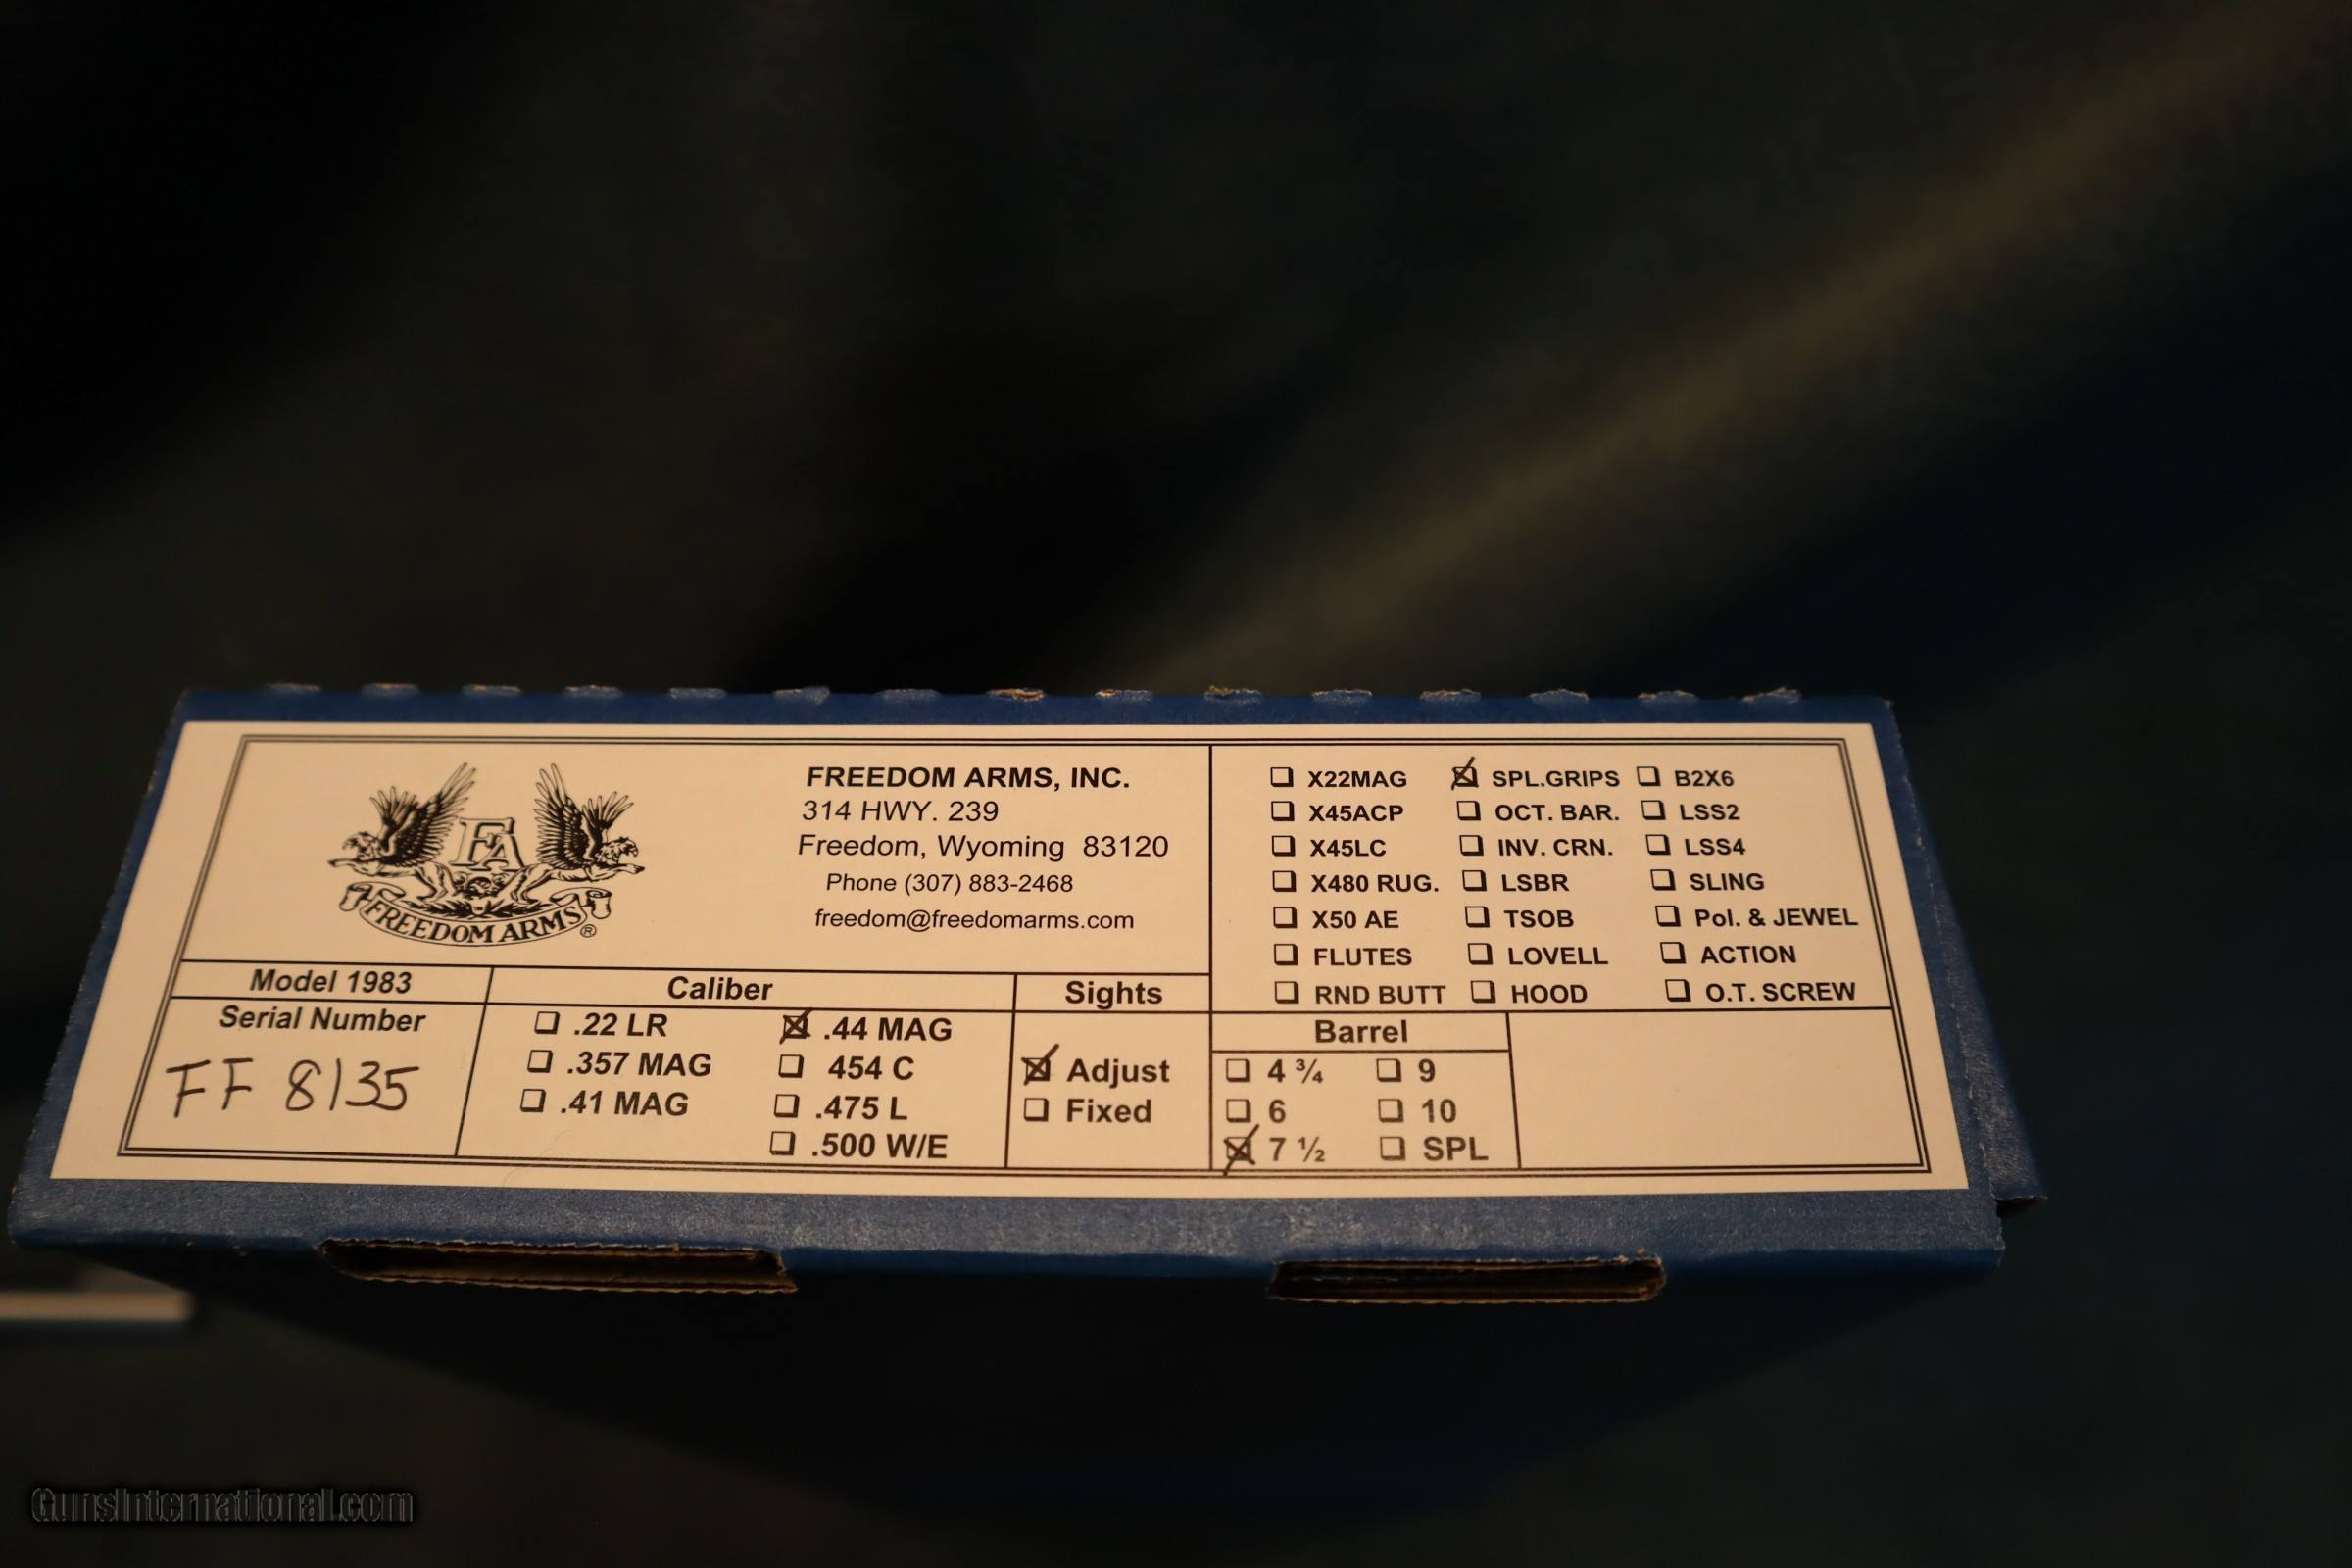 FREEDOM ARMS, INC.
314 HWY. 239
Freedom, Wyoming 83120
Phone (307) 883-2468
freedom@freedomarms.com
FA
FREEDOM ARMS ®
X22MAG
X45ACP
X45LC
X480 RUG.
X50 AE
FLUTES
RND BUTT
SPL.GRIPS
OCT. BAR.
INV. CRN.
LSBR
TSOB
LOVELL
HOOD
B2X6
LSS2
LSS4
SLING
Pol. & JEWEL
ACTION
O.T. SCREW
Model 1983
Serial Number
FF 8135
Caliber
.22 LR
.357 MAG
.41 MAG
.44 MAG
454 C
.475 L
.500 W/E
Sights
Adjust
Fixed
Barrel
4 ¾
6
7 ½
9
10
SPL
GunsInternational.com